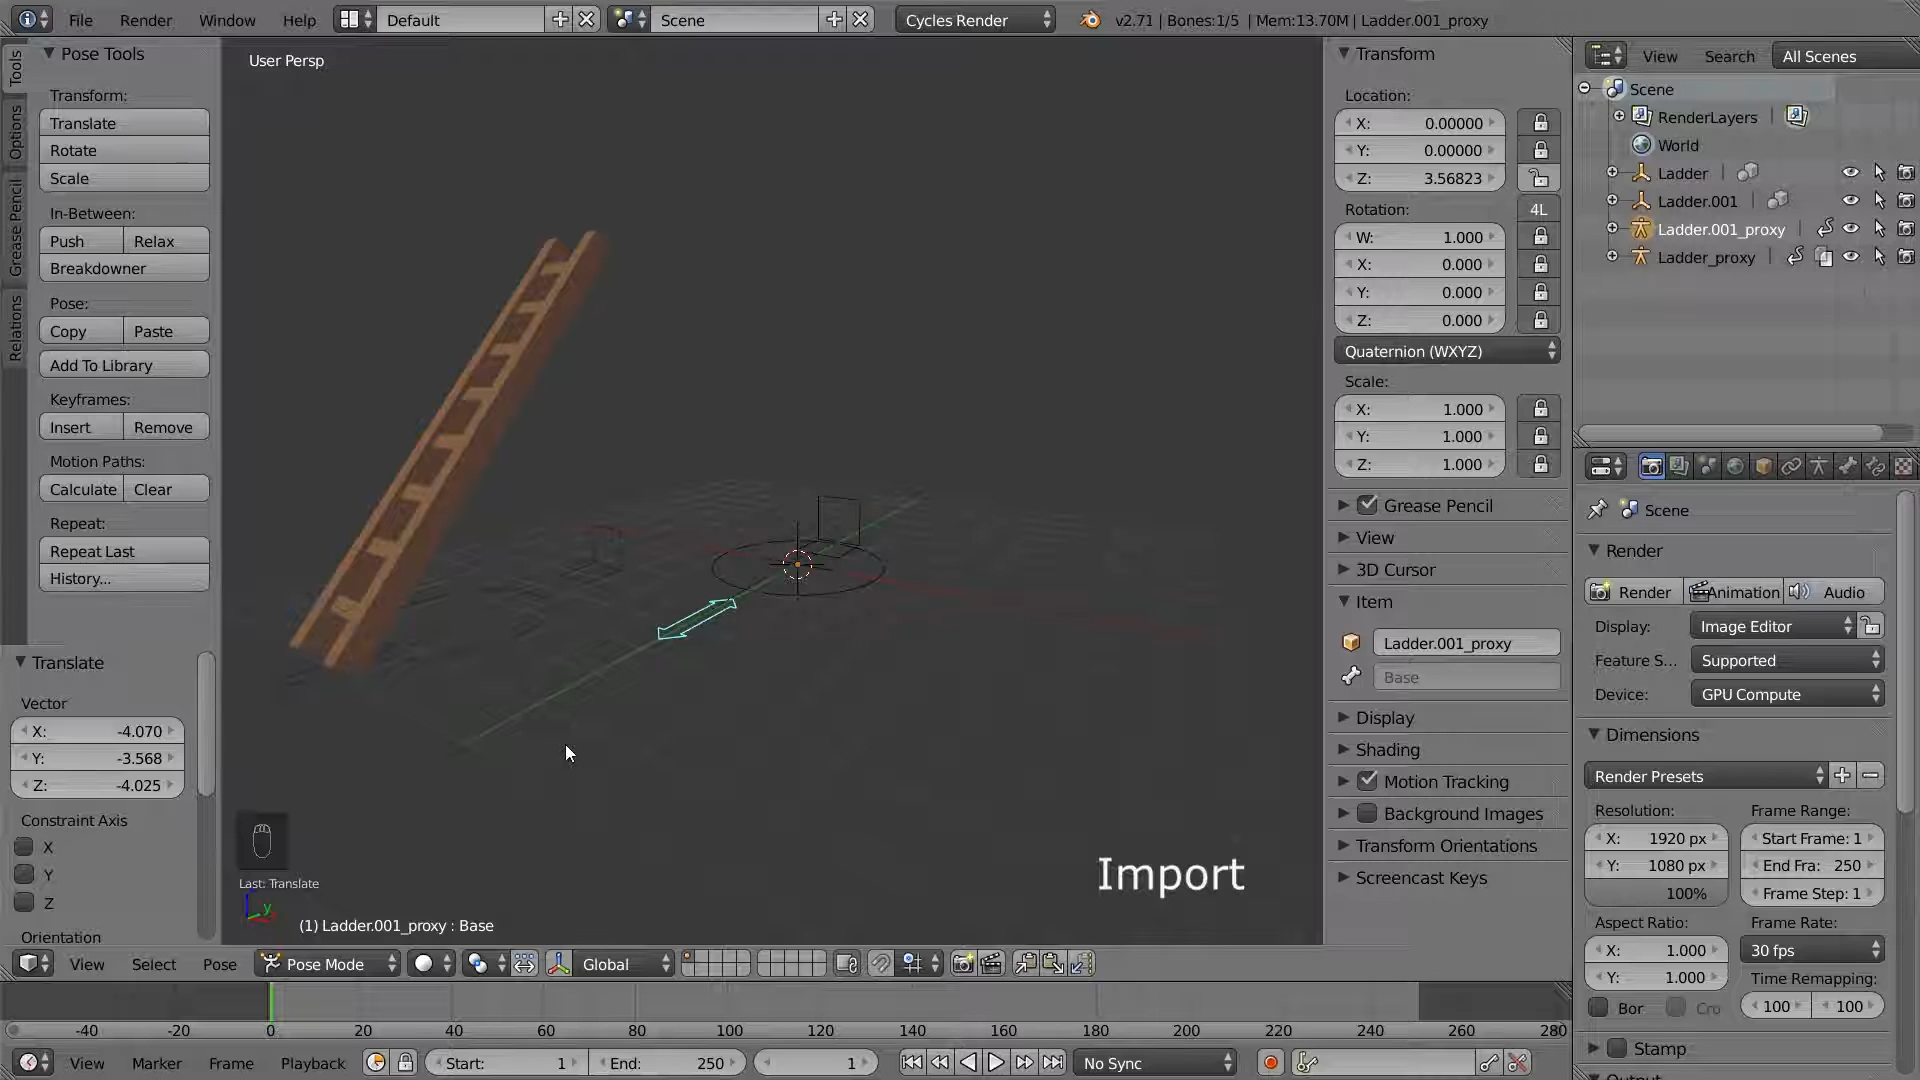 File Render Window Help Default Scene Cycles Render v2.71 | Bones:1/5 | Mem:13.70M | Ladder.001_proxy
Tools
Options
Grease Pencil
Relations
Pose Tools
Transform:
Translate
Rotate
Scale
In-Between:
Push Relax
Breakdowner
Pose:
Copy Paste
Add To Library
Keyframes:
Insert Remove
Motion Paths:
Calculate Clear
Repeat:
Repeat Last
History...
Translate
Vector
X: -4.070
Y: -3.568
Z: -4.025
Constraint Axis
X
Y
Z
Orientation
User Persp
Import
Last: Translate
y
(1) Ladder.001_proxy : Base
Transform
Location:
X: 0.00000
Y: 0.00000
Z: 3.56823
Rotation: 4L
W: 1.000
X: 0.000
Y: 0.000
Z: 0.000
Quaternion (WXYZ)
Scale:
X: 1.000
Y: 1.000
Z: 1.000
Grease Pencil
View
3D Cursor
Item
Ladder.001_proxy
Base
Display
Shading
Motion Tracking
Background Images
Transform Orientations
Screencast Keys
View Search All Scenes
Scene
RenderLayers
World
Ladder
Ladder.001
Ladder.001_proxy
Ladder_proxy
Scene
Render
Render Animation Audio
Display: Image Editor
Feature S... Supported
Device: GPU Compute
Dimensions
Render Presets
Resolution: Frame Range:
X: 1920 px Start Frame: 1
Y: 1080 px End Fra: 250
100% Frame Step: 1
Aspect Ratio: Frame Rate:
X: 1.000 30 fps
Y: 1.000 Time Remapping:
Bor Cro 100 100
Stamp
View Select Pose Pose Mode Global
-40 -20 0 20 40 60 80 100 120 140 160 180 200 220 240 260 280
View Marker Frame Playback Start: 1 End: 250 1 No Sync